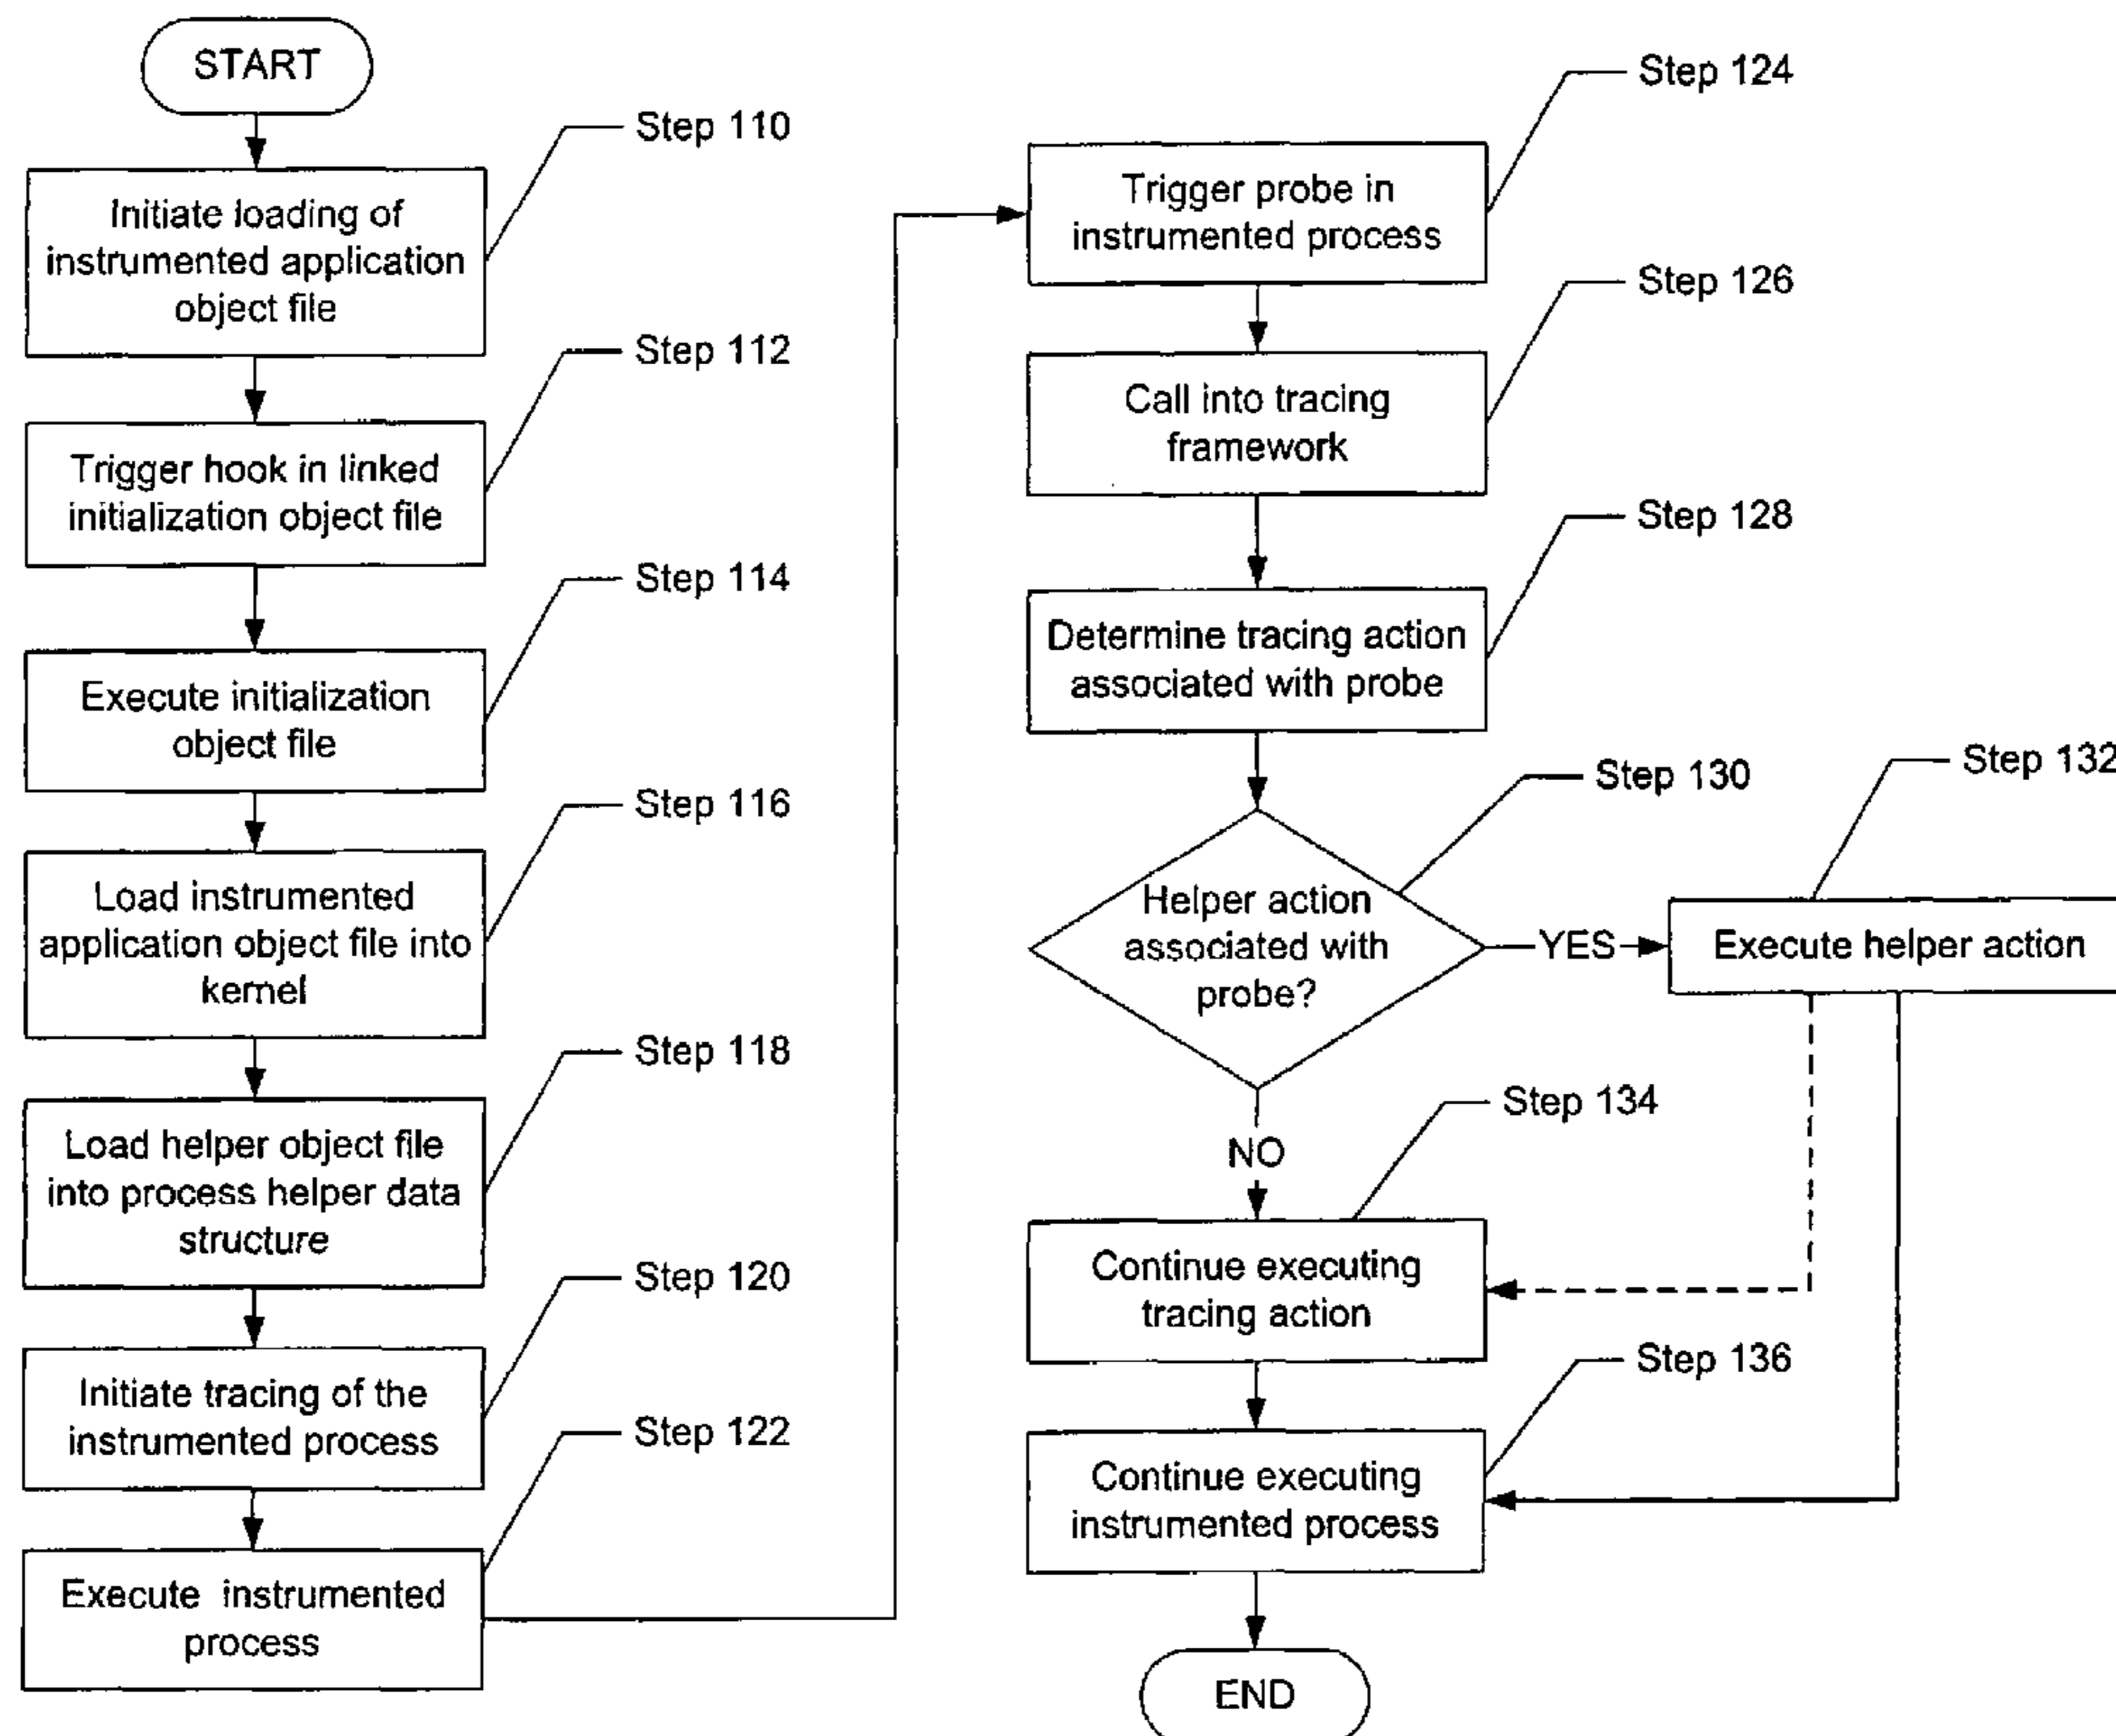 START
Step 110
Initiate loading of
instrumented application
object file
Step 112
Trigger hook in linked
initialization object file
Step 114
Execute initialization
object file
Step 116
Load instrumented
application object file into
kernel
Step 118
Load helper object file
into process helper data
structure
Step 120
Initiate tracing of the
instrumented process
Step 122
Execute instrumented
process
Step 124
Trigger probe in
instrumented process
Step 126
Call into tracing
framework
Step 128
Determine tracing action
associated with probe
Step 130
Helper action
associated with
probe?
YES
Step 132
Execute helper action
NO
Step 134
Continue executing
tracing action
Step 136
Continue executing
instrumented process
END